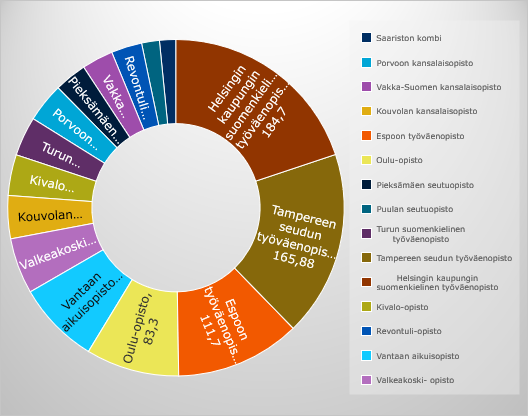 Helsingin
kaupungin
suomenkieli...
työväenopis...
184,7
Tampereen
seudun
työväenopis...
165,88
Espoon
työväenopis...
111,7
Oulu-opisto,
83,3
Vantaan
aikuisopisto...
Valkeakoski...
Kouvolan...
Kivalo...
Turun...
Porvoon...
Pieksämäen...
Vakka...
Revontuli...
Saariston kombi
Porvoon kansalaisopisto
Vakka-Suomen kansalaisopisto
Kouvolan kansalaisopisto
Espoon työväenopisto
Oulu-opisto
Pieksämäen seutuopisto
Puulan seutuopisto
Turun suomenkielinen
työväenopisto
Tampereen seudun työväenopisto
Helsingin kaupungin
suomenkielinen työväenopisto
Kivalo-opisto
Revontuli-opisto
Vantaan aikuisopisto
Valkeakoski- opisto